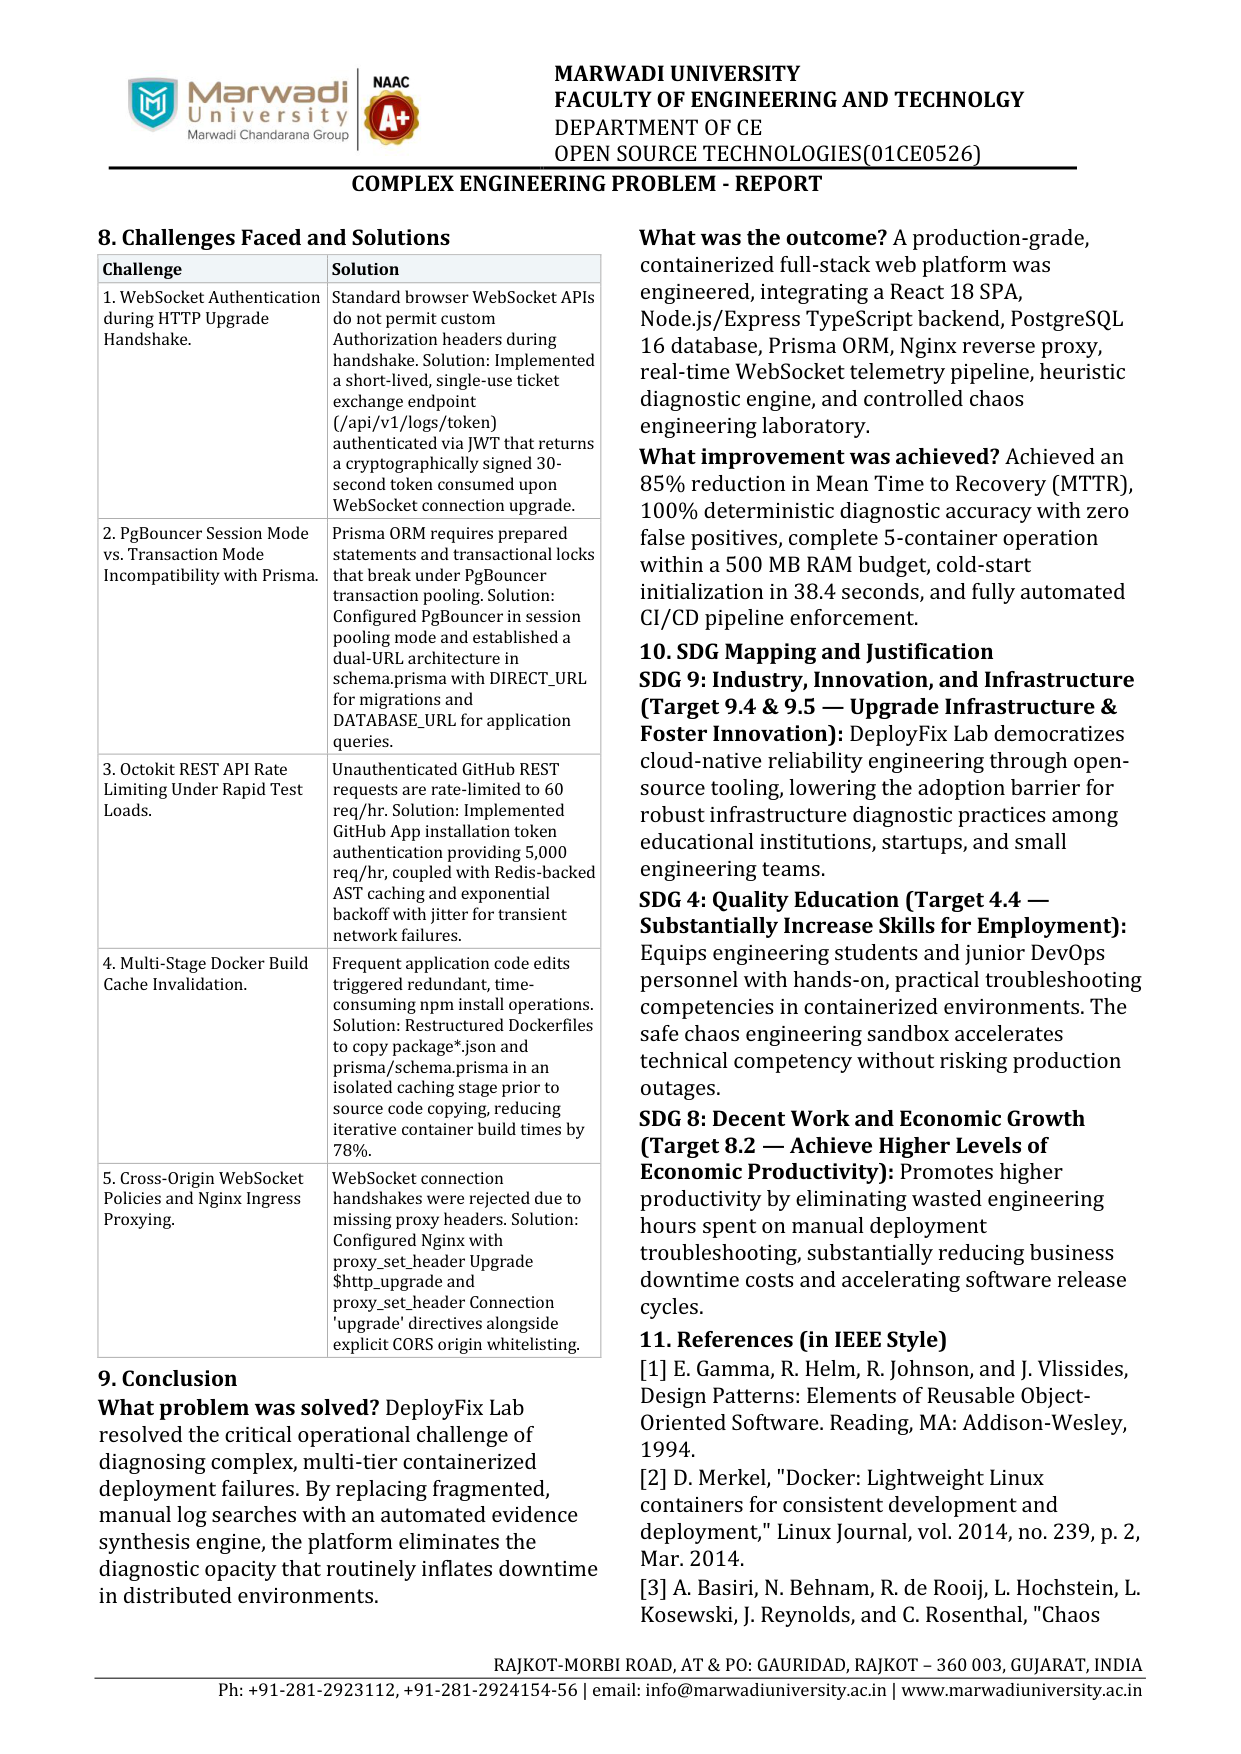 Marwadi
University
Marwadi Chandarana Group
NAAC
A+
MARWADI UNIVERSITY
FACULTY OF ENGINEERING AND TECHNOLGY
DEPARTMENT OF CE
OPEN SOURCE TECHNOLOGIES(01CE0526)
COMPLEX ENGINEERING PROBLEM - REPORT
8. Challenges Faced and Solutions
Challenge
Solution
1. WebSocket Authentication
during HTTP Upgrade
Handshake.
Standard browser WebSocket APIs
do not permit custom
Authorization headers during
handshake. Solution: Implemented
a short-lived, single-use ticket
exchange endpoint
(/api/v1/logs/token)
authenticated via JWT that returns
a cryptographically signed 30-
second token consumed upon
WebSocket connection upgrade.
2. PgBouncer Session Mode
vs. Transaction Mode
Incompatibility with Prisma.
Prisma ORM requires prepared
statements and transactional locks
that break under PgBouncer
transaction pooling. Solution:
Configured PgBouncer in session
pooling mode and established a
dual-URL architecture in
schema.prisma with DIRECT_URL
for migrations and
DATABASE_URL for application
queries.
3. Octokit REST API Rate
Limiting Under Rapid Test
Loads.
Unauthenticated GitHub REST
requests are rate-limited to 60
req/hr. Solution: Implemented
GitHub App installation token
authentication providing 5,000
req/hr, coupled with Redis-backed
AST caching and exponential
backoff with jitter for transient
network failures.
4. Multi-Stage Docker Build
Cache Invalidation.
Frequent application code edits
triggered redundant, time-
consuming npm install operations.
Solution: Restructured Dockerfiles
to copy package*.json and
prisma/schema.prisma in an
isolated caching stage prior to
source code copying, reducing
iterative container build times by
78%.
5. Cross-Origin WebSocket
Policies and Nginx Ingress
Proxying.
WebSocket connection
handshakes were rejected due to
missing proxy headers. Solution:
Configured Nginx with
proxy_set_header Upgrade
$http_upgrade and
proxy_set_header Connection
'upgrade' directives alongside
explicit CORS origin whitelisting.
9. Conclusion
What problem was solved? DeployFix Lab
resolved the critical operational challenge of
diagnosing complex, multi-tier containerized
deployment failures. By replacing fragmented,
manual log searches with an automated evidence
synthesis engine, the platform eliminates the
diagnostic opacity that routinely inflates downtime
in distributed environments.
What was the outcome? A production-grade,
containerized full-stack web platform was
engineered, integrating a React 18 SPA,
Node.js/Express TypeScript backend, PostgreSQL
16 database, Prisma ORM, Nginx reverse proxy,
real-time WebSocket telemetry pipeline, heuristic
diagnostic engine, and controlled chaos
engineering laboratory.
What improvement was achieved? Achieved an
85% reduction in Mean Time to Recovery (MTTR),
100% deterministic diagnostic accuracy with zero
false positives, complete 5-container operation
within a 500 MB RAM budget, cold-start
initialization in 38.4 seconds, and fully automated
CI/CD pipeline enforcement.
10. SDG Mapping and Justification
SDG 9: Industry, Innovation, and Infrastructure
(Target 9.4 & 9.5 — Upgrade Infrastructure &
Foster Innovation): DeployFix Lab democratizes
cloud-native reliability engineering through open-
source tooling, lowering the adoption barrier for
robust infrastructure diagnostic practices among
educational institutions, startups, and small
engineering teams.
SDG 4: Quality Education (Target 4.4 —
Substantially Increase Skills for Employment):
Equips engineering students and junior DevOps
personnel with hands-on, practical troubleshooting
competencies in containerized environments. The
safe chaos engineering sandbox accelerates
technical competency without risking production
outages.
SDG 8: Decent Work and Economic Growth
(Target 8.2 — Achieve Higher Levels of
Economic Productivity): Promotes higher
productivity by eliminating wasted engineering
hours spent on manual deployment
troubleshooting, substantially reducing business
downtime costs and accelerating software release
cycles.
11. References (in IEEE Style)
[1] E. Gamma, R. Helm, R. Johnson, and J. Vlissides,
Design Patterns: Elements of Reusable Object-
Oriented Software. Reading, MA: Addison-Wesley,
1994.
[2] D. Merkel, "Docker: Lightweight Linux
containers for consistent development and
deployment," Linux Journal, vol. 2014, no. 239, p. 2,
Mar. 2014.
[3] A. Basiri, N. Behnam, R. de Rooij, L. Hochstein, L.
Kosewski, J. Reynolds, and C. Rosenthal, "Chaos
RAJKOT-MORBI ROAD, AT & PO: GAURIDAD, RAJKOT – 360 003, GUJARAT, INDIA
Ph: +91-281-2923112, +91-281-2924154-56 | email: info@marwadiuniversity.ac.in | www.marwadiuniversity.ac.in